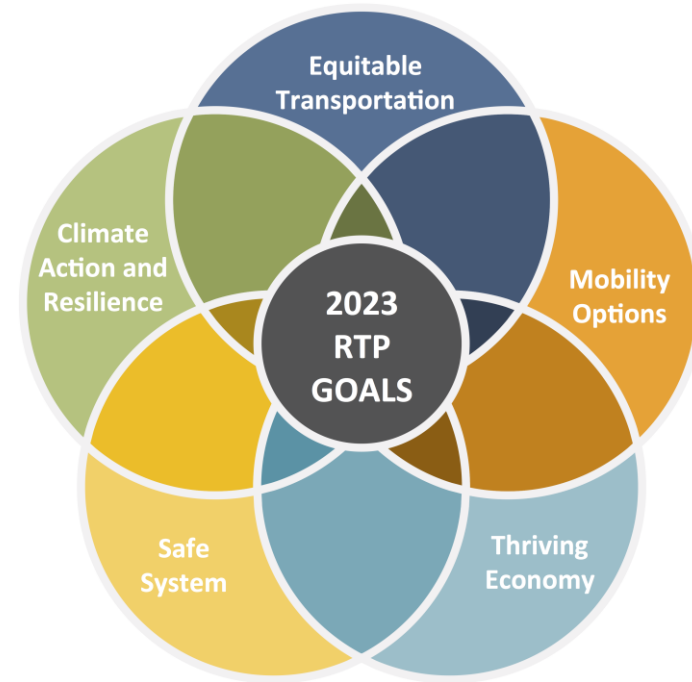 Equitable
Transportation
Climate
Action and
Resilience
Mobility
Options
2023
RTP
GOALS
Safe
System
Thriving
Economy